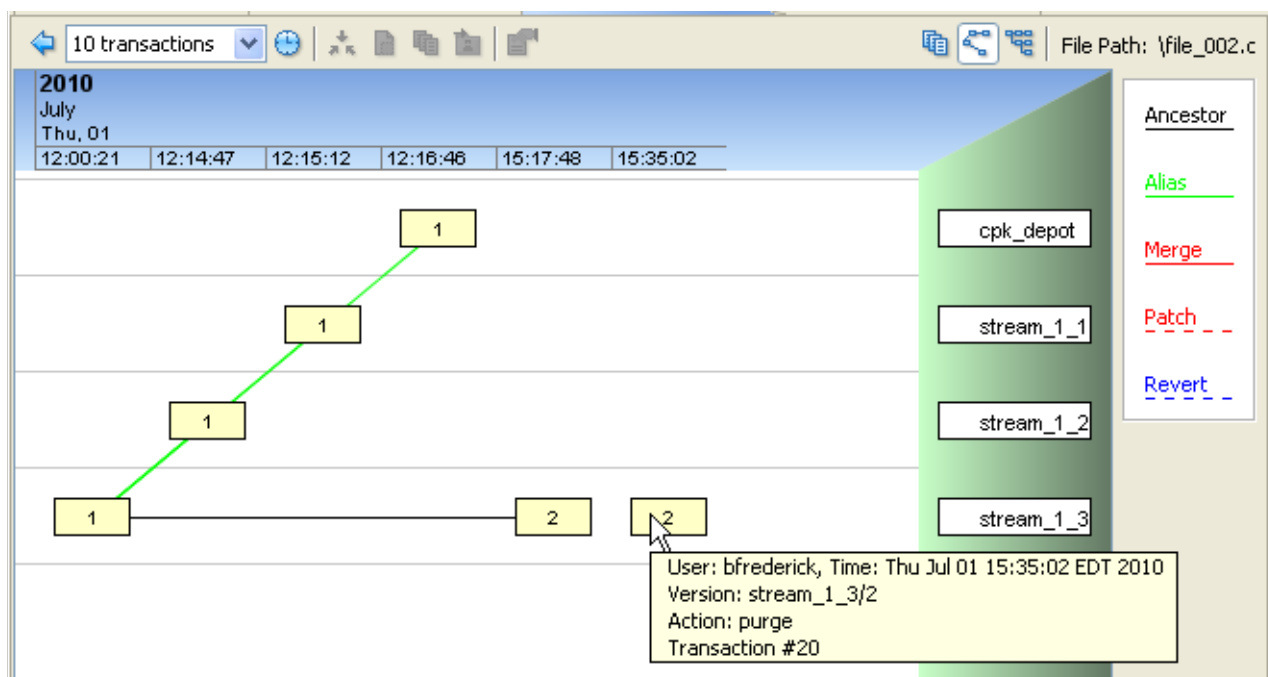 10 transactions
File Path: \file_002.c
2010
July
Thu, 01
12:00:21 12:14:47 12:15:12 12:16:46 15:17:48 15:35:02
Ancestor
Alias
Merge
Patch
Revert
1 cpk_depot
1 stream_1_1
1 stream_1_2
1 2 2 stream_1_3
User: bfrederick, Time: Thu Jul 01 15:35:02 EDT 2010
Version: stream_1_3/2
Action: purge
Transaction #20